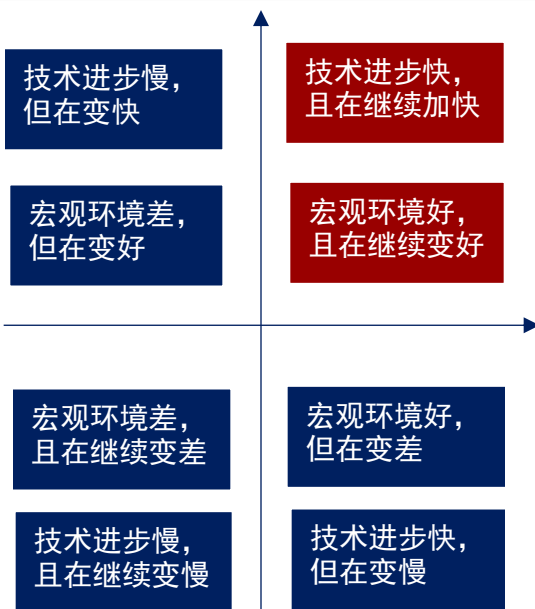 技术进步慢，
但在变快
技术进步快，
且在继续加快
宏观环境差，
但在变好
宏观环境好，
且在继续变好
宏观环境差，
且在继续变差
宏观环境好，
但在变差
技术进步慢，
且在继续变慢
技术进步快，
但在变慢